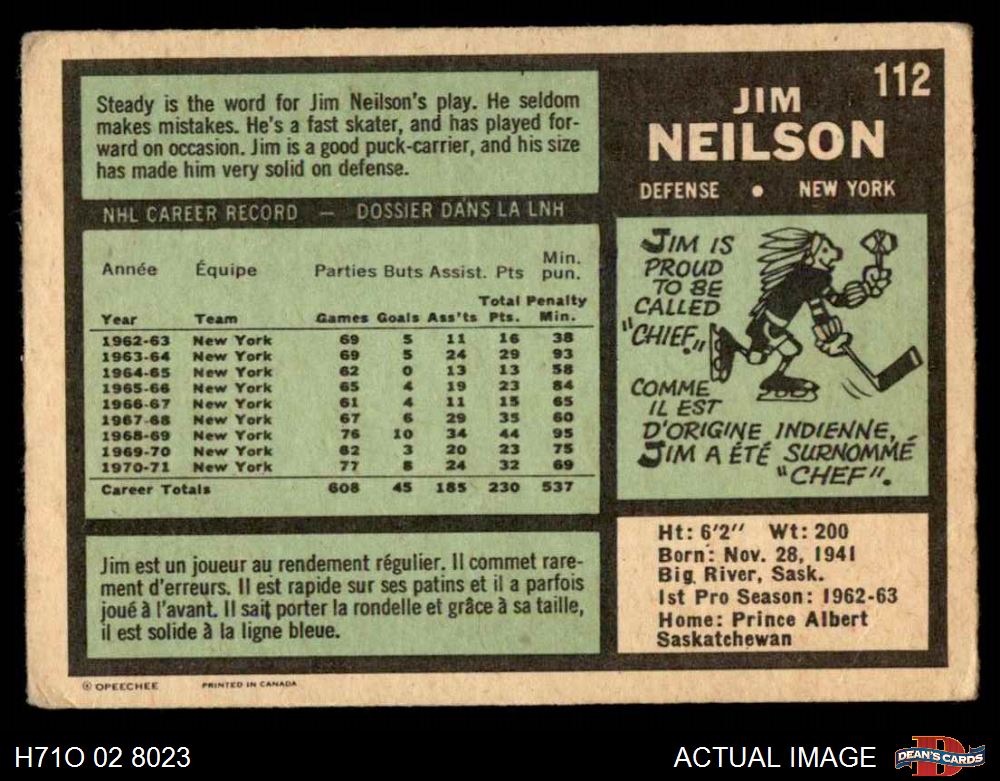 112
JIM
NEILSON
DEFENSE • NEW YORK
Steady is the word for Jim Neilson's play. He seldom
makes mistakes. He's a fast skater, and has played for-
ward on occasion. Jim is a good puck-carrier, and his size
has made him very solid on defense.
NHL CAREER RECORD — DOSSIER DANS LA LNH
Année Équipe Parties Buts Assist. Pts Min. pun.
Year Team Games Goals Ass'ts Total Pts. Penalty Min.
1962-63 New York 69 5 11 16 38
1963-64 New York 69 5 24 29 93
1964-65 New York 62 0 13 13 58
1965-66 New York 65 4 19 23 84
1966-67 New York 61 4 11 15 65
1967-68 New York 67 6 29 35 60
1968-69 New York 76 10 34 44 95
1969-70 New York 62 3 20 23 75
1970-71 New York 77 8 24 32 69
Career Totals 608 45 185 230 537
Jim est un joueur au rendement régulier. Il commet rare-
ment d'erreurs. Il est rapide sur ses patins et il a parfois
joué à l'avant. Il sait porter la rondelle et grâce à sa taille,
il est solide à la ligne bleue.
JIM IS
PROUD
TO BE
CALLED
"CHIEF."
COMME
IL EST
D'ORIGINE INDIENNE,
JIM A ÉTÉ SURNOMMÉ
"CHEF".
Ht: 6'2" Wt: 200
Born: Nov. 28, 1941
Big River, Sask.
1st Pro Season: 1962-63
Home: Prince Albert
Saskatchewan
© OPEECHEE PRINTED IN CANADA
H71O 02 8023
ACTUAL IMAGE
D
DEAN'S CARDS